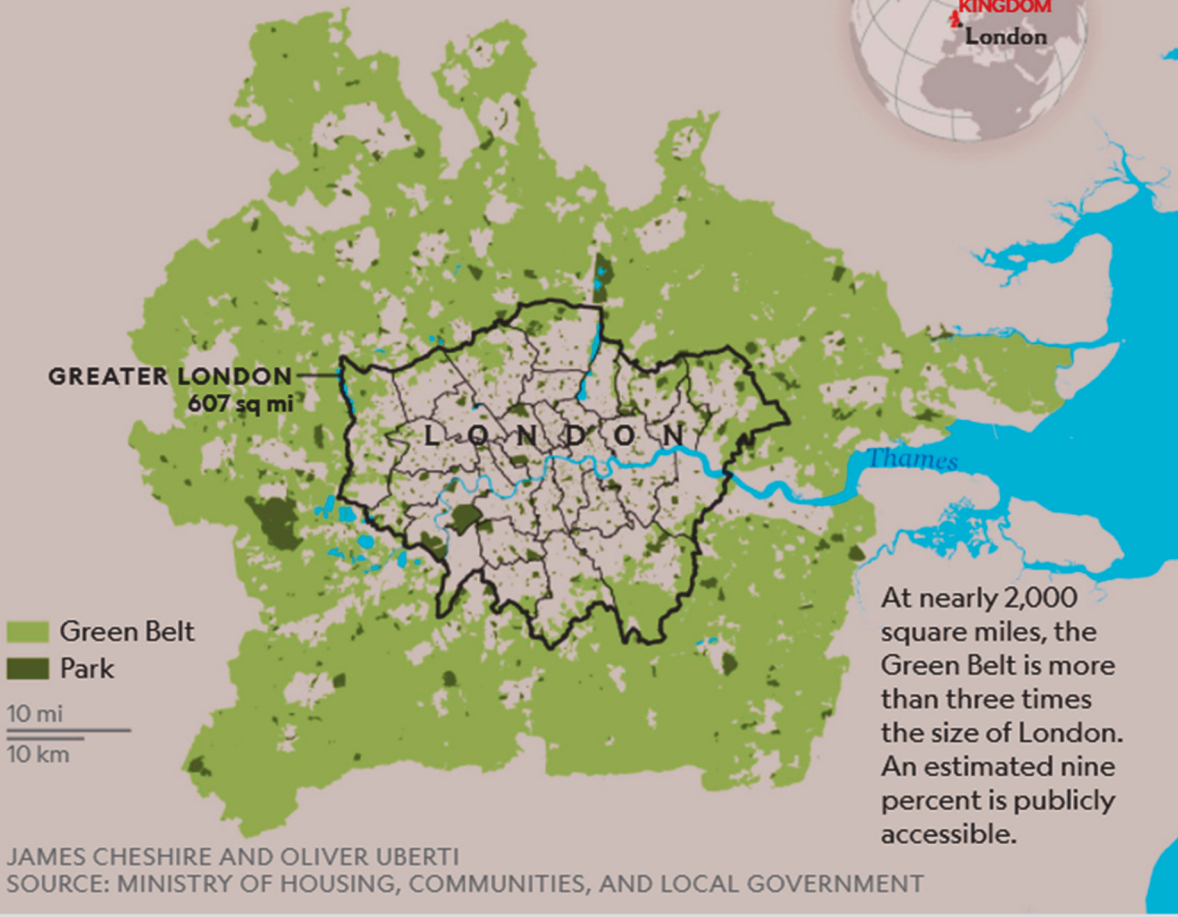 KINGDOM
London
GREATER LONDON
607 sq mi
LONDON
Thames
Green Belt
Park
10 mi
10 km
At nearly 2,000
square miles, the
Green Belt is more
than three times
the size of London.
An estimated nine
percent is publicly
accessible.
JAMES CHESHIRE AND OLIVER UBERTI
SOURCE: MINISTRY OF HOUSING, COMMUNITIES, AND LOCAL GOVERNMENT